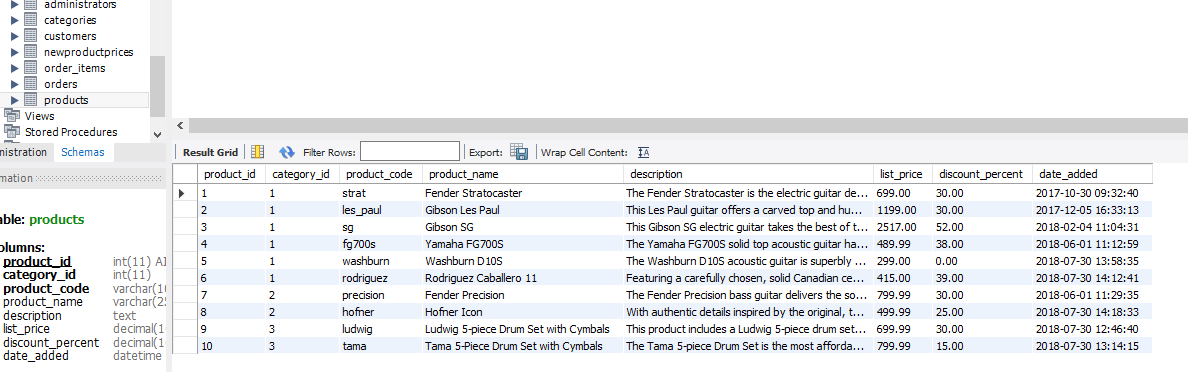 administrators
categories
customers
newproductprices
order_items
orders
products
Views
Stored Procedures
Schemas
products
product_id int(11)
category_id int(11)
product_code
product_name
description text
list_price
discount_percent
date_added datetime
Result Grid Filter Rows: Export: Wrap Cell Content:
product_id category_id product_code product_name description list_price discount_percent date_added
1 1 strat Fender Stratocaster The Fender Stratocaster is the electric guitar de... 699.00 30.00 2017-10-30 09:32:40
2 1 les_paul Gibson Les Paul This Les Paul guitar offers a carved top and hu... 1199.00 30.00 2017-12-05 16:33:13
3 1 sg Gibson SG This Gibson SG electric guitar takes the best of t... 2517.00 52.00 2018-02-04 11:04:31
4 1 fg700s Yamaha FG700S The Yamaha FG700S solid top acoustic guitar ha... 489.99 38.00 2018-06-01 11:12:59
5 1 washburn Washburn D10S The Washburn D10S acoustic guitar is superbly ... 299.00 0.00 2018-07-30 13:58:35
6 1 rodriguez Rodriguez Caballero 11 Featuring a carefully chosen, solid Canadian ce... 415.00 39.00 2018-07-30 14:12:41
7 2 precision Fender Precision The Fender Precision bass guitar delivers the so... 799.99 30.00 2018-06-01 11:29:35
8 2 hofner Hofner Icon With authentic details inspired by the original, t... 499.99 25.00 2018-07-30 14:18:33
9 3 ludwig Ludwig 5-piece Drum Set with Cymbals This product includes a Ludwig 5-piece drum set... 699.99 30.00 2018-07-30 12:46:40
10 3 tama Tama 5-Piece Drum Set with Cymbals The Tama 5-piece Drum Set is the most afforda... 799.99 15.00 2018-07-30 13:14:15